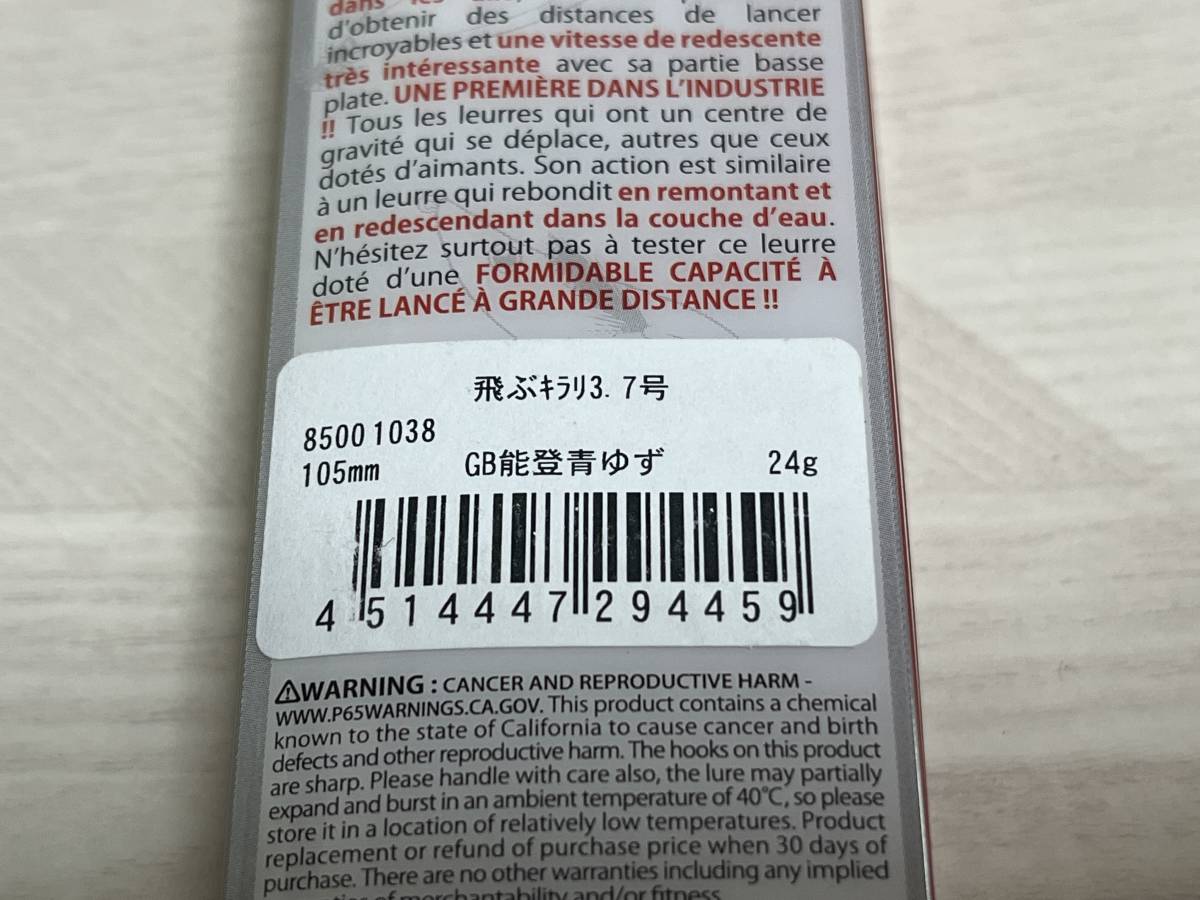 dans
d'obtenir des distances de lancer
incroyables et une vitesse de redescente
très intéressante avec sa partie basse
plate. UNE PREMIÈRE DANS L'INDUSTRIE
!! Tous les leurres qui ont un centre de
gravité qui se déplace, autres que ceux
dotés d'aimants. Son action est similaire
à un leurre qui rebondit en remontant et
en redescendant dans la couche d'eau.
N'hésitez surtout pas à tester ce leurre
doté d'une FORMIDABLE CAPACITÉ À
ÊTRE LANCÉ À GRANDE DISTANCE !!
飛ぶｷﾗﾘ3. 7号
8500 1038
105mm GB能登青ゆず 24g
4 514447 294459
⚠WARNING : CANCER AND REPRODUCTIVE HARM -
WWW.P65WARNINGS.CA.GOV. This product contains a chemical
known to the state of California to cause cancer and birth
defects and other reproductive harm. The hooks on this product
are sharp. Please handle with care also, the lure may partially
expand and burst in an ambient temperature of 40°C, so please
store it in a location of relatively low temperatures. Product
replacement or refund of purchase price when 30 days of
purchase. There are no other warranties including any implied
of merchantability and/or fitness